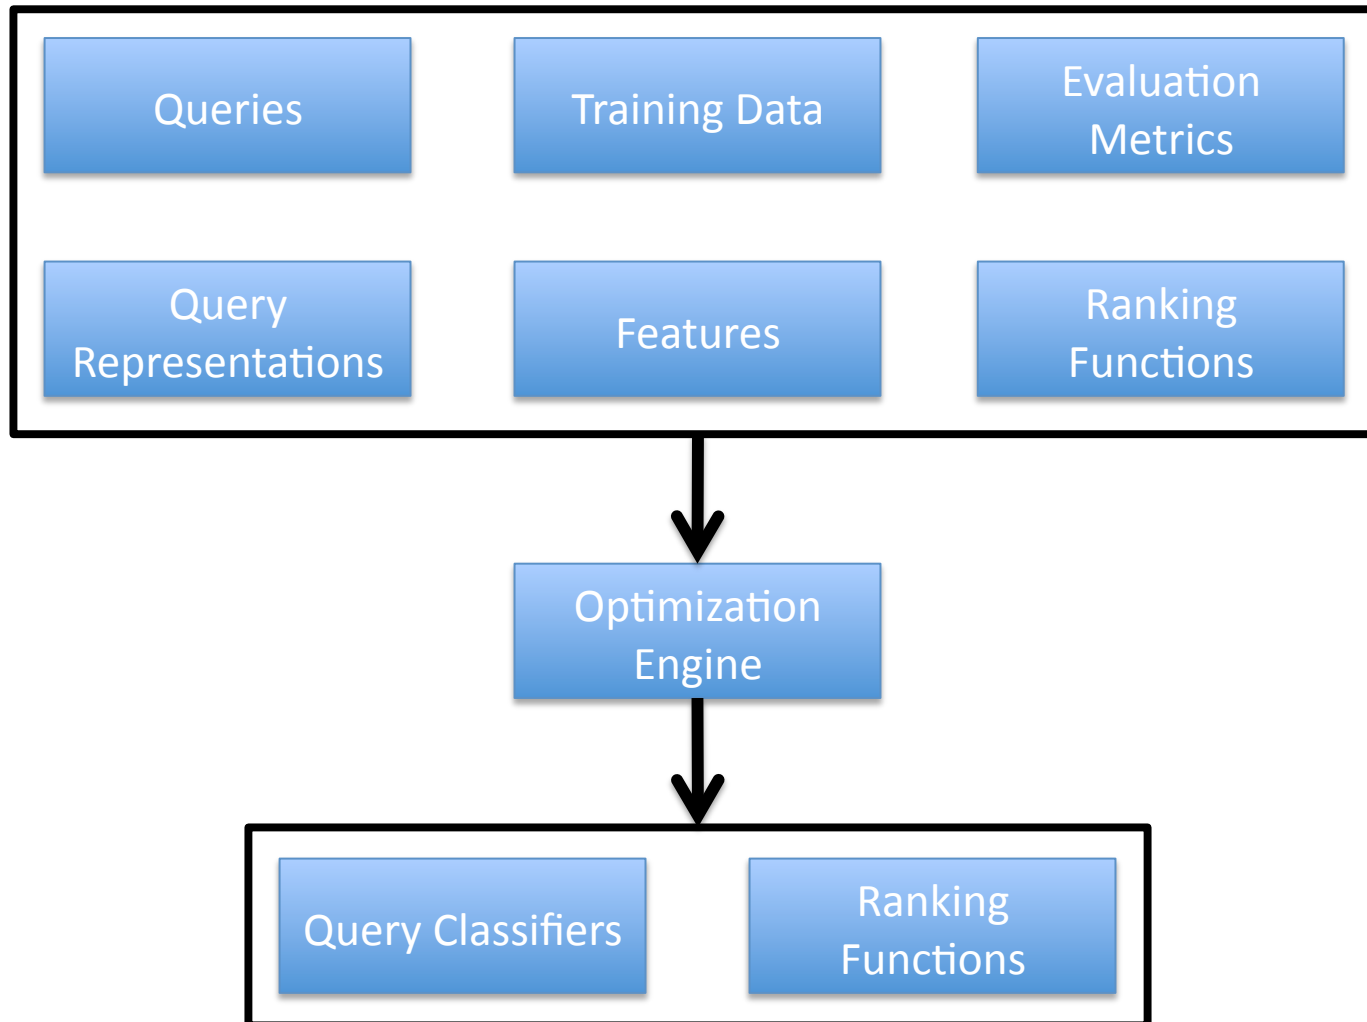 Queries
Training Data
Evaluation
Metrics
Query
Representations
Features
Ranking
Functions
Optimization
Engine
Query Classifiers
Ranking
Functions